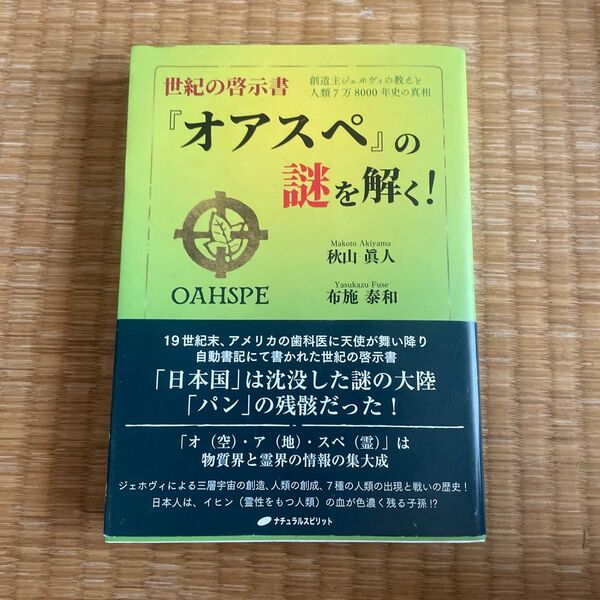 世紀の啓示書
創造主ジェホヴィの教えと
人類7万8000年史の真相
『オアスペ』の
謎を解く!
OAHSPE
Makoto Akiyama
秋山 眞人
Yasukazu Fuse
布施 泰和
19世紀末、アメリカの歯科医に天使が舞い降り
自動書記にて書かれた世紀の啓示書
「日本国」は沈没した謎の大陸
「パン」の残骸だった!
「オ(空)・ア(地)・スペ(霊)」は
物質界と霊界の情報の集大成
ジェホヴィによる三層宇宙の創造、人類の創成、7種の人類の出現と戦いの歴史!
日本人は、イヒン(霊性をもつ人類)の血が色濃く残る子孫!?
ナチュラルスピリット